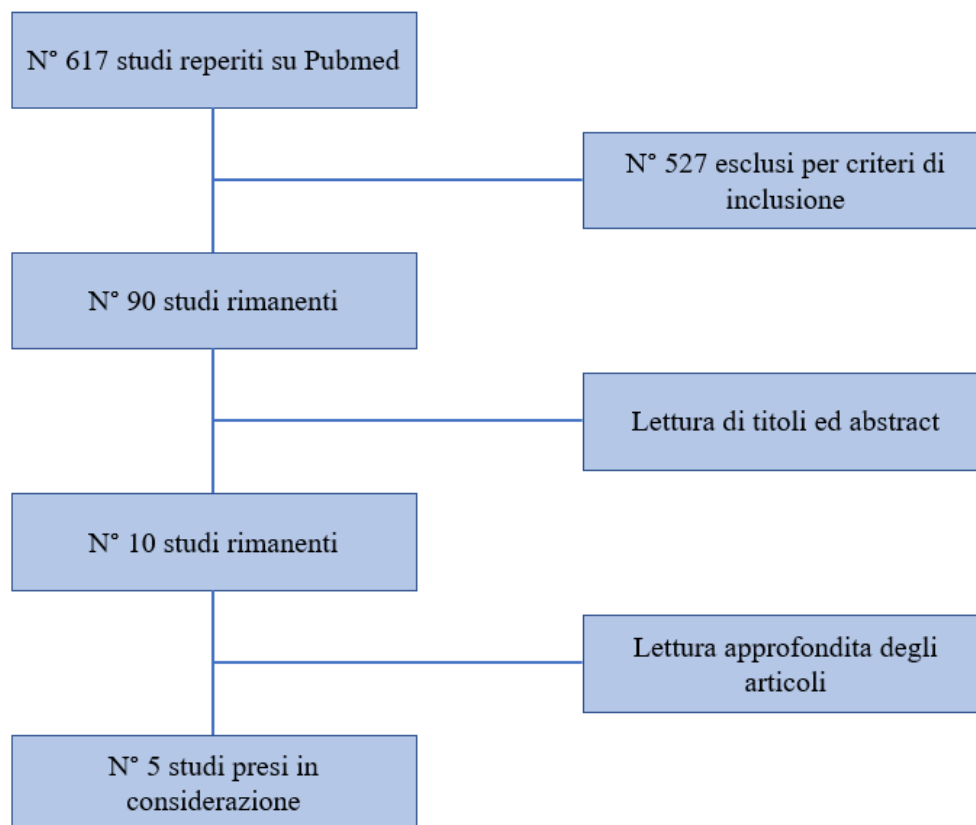 N° 617 studi reperiti su Pubmed
N° 527 esclusi per criteri di
inclusione
N° 90 studi rimanenti
Lettura di titoli ed abstract
N° 10 studi rimanenti
Lettura approfondita degli
articoli
N° 5 studi presi in
considerazione